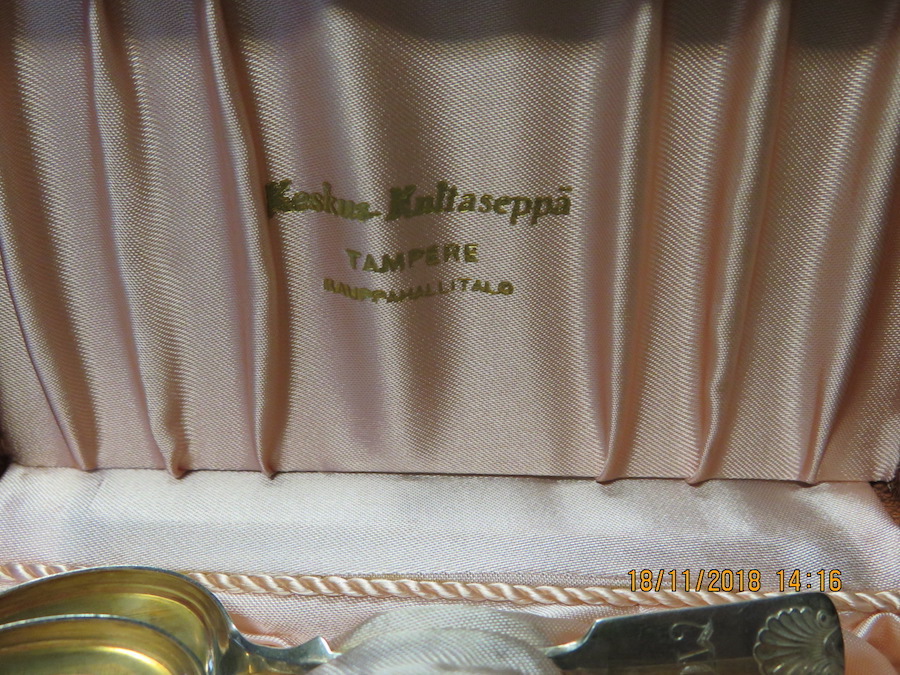 Keskus-Kultaseppä
TAMPERE
KAUPPAHALLITALO
18/11/2018 14:16